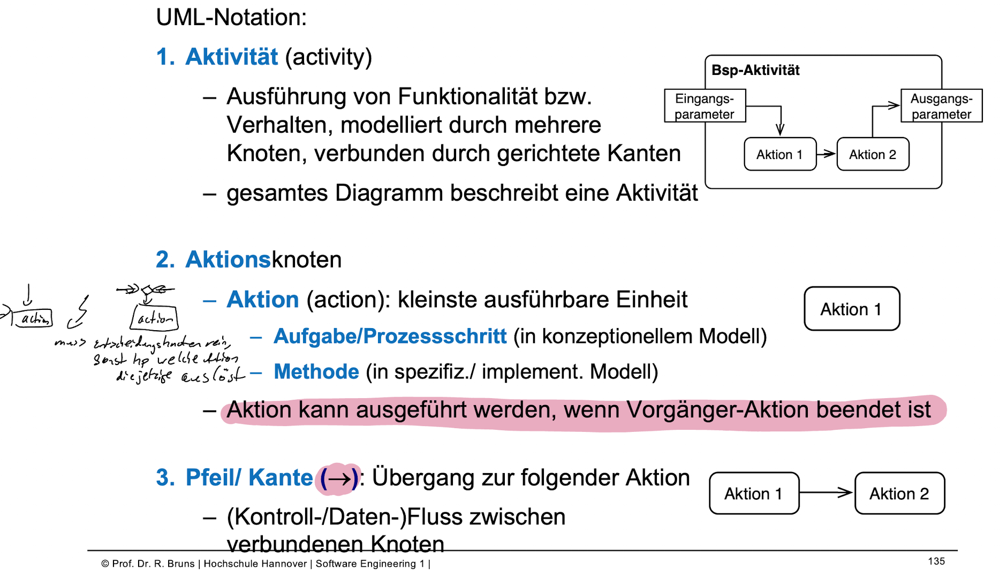 UML-Notation:
1. Aktivität (activity)
– Ausführung von Funktionalität bzw.
Verhalten, modelliert durch mehrere
Knoten, verbunden durch gerichtete Kanten
– gesamtes Diagramm beschreibt eine Aktivität
Bsp-Aktivität
Eingangs-
parameter
Ausgangs-
parameter
Aktion 1
Aktion 2
2. Aktionsknoten
– Aktion (action): kleinste ausführbare Einheit
– Aufgabe/Prozessschritt (in konzeptionellem Modell)
– Methode (in spezifiz./ implement. Modell)
– Aktion kann ausgeführt werden, wenn Vorgänger-Aktion beendet ist
Aktion 1
action
action
muss Entscheidungsknoten rein,
sonst welche Aktion
die jetzige auslöst
3. Pfeil/ Kante (→): Übergang zur folgender Aktion
– (Kontroll-/Daten-)Fluss zwischen
verbundenen Knoten
Aktion 1
Aktion 2
© Prof. Dr. R. Bruns | Hochschule Hannover | Software Engineering 1 |
135